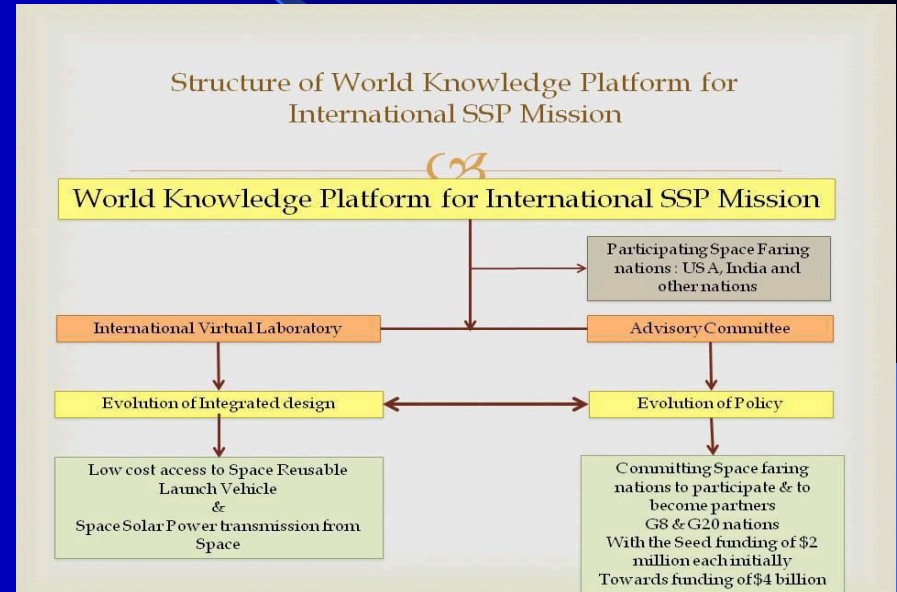 Structure of World Knowledge Platform for
International SSP Mission
World Knowledge Platform for International SSP Mission
Participating Space Faring
nations : USA, India and
other nations
International Virtual Laboratory
Advisory Committee
Evolution of Integrated design
Evolution of Policy
Low cost access to Space Reusable
Launch Vehicle
&
Space Solar Power transmission from
Space
Committing Space faring
nations to participate & to
become partners
G8 & G20 nations
With the Seed funding of $2
million each initially
Towards funding of $4 billion